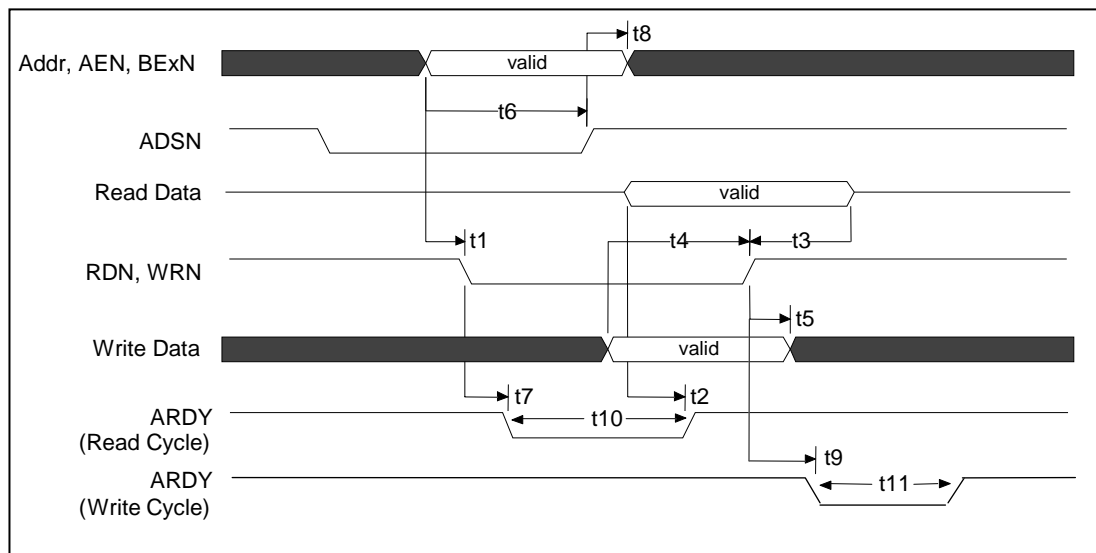 t8
Addr, AEN, BExN
valid
t6
ADSN
Read Data
valid
t1
t4
t3
RDN, WRN
t5
Write Data
valid
t7
t10
t2
ARDY
(Read Cycle)
t9
ARDY
(Write Cycle)
t11